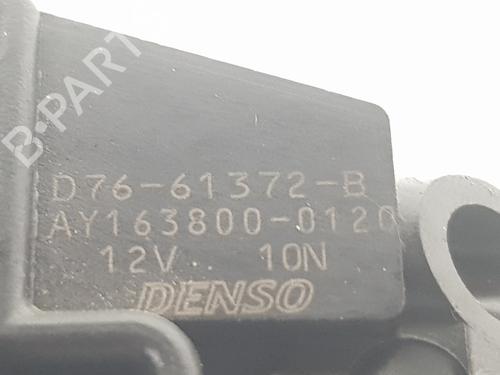 B-PARTS
D76-61372-B
AY163800-0120
12V 10N
DENSO